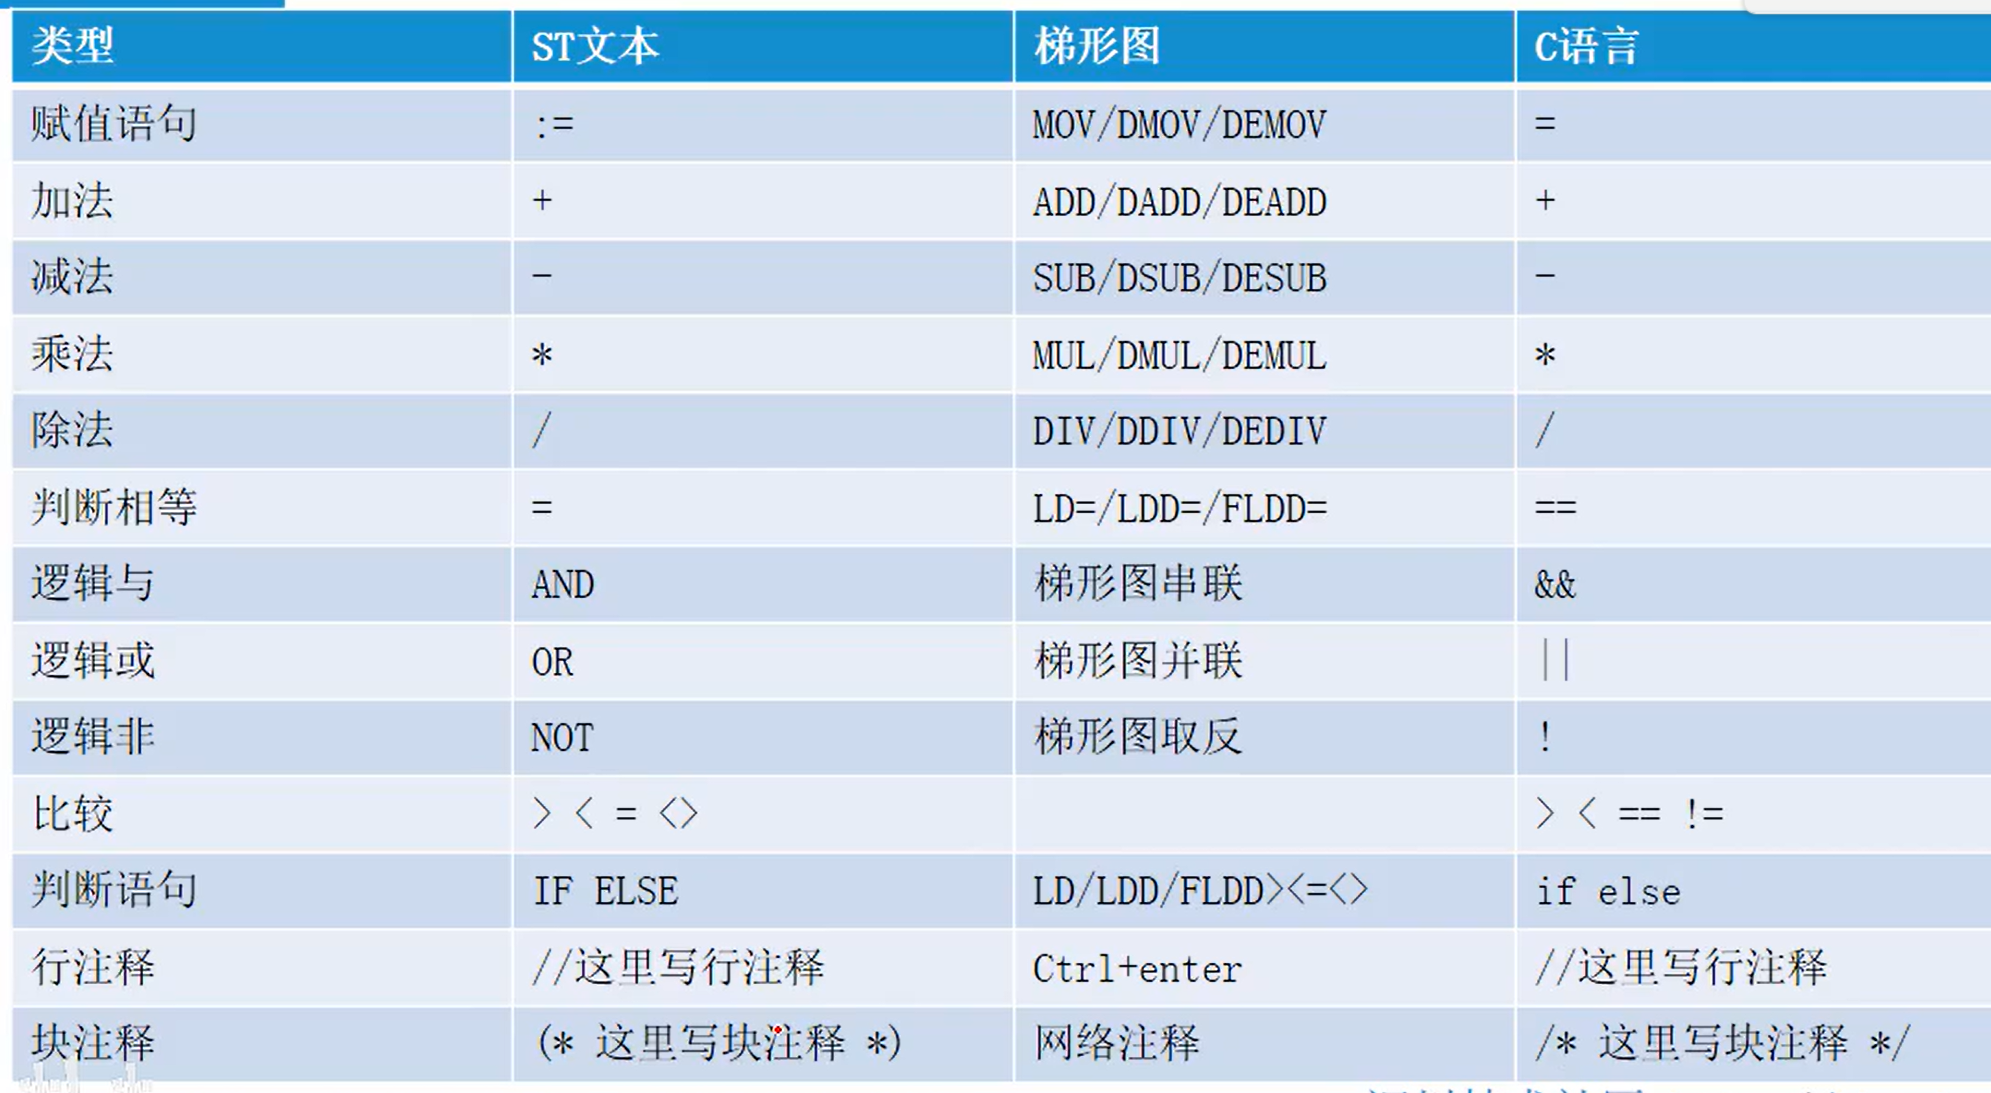 类型 ST文本 梯形图 C语言
赋值语句 := MOV/DMOV/DEMOV =
加法 + ADD/DADD/DEADD +
减法 - SUB/DSUB/DESUB -
乘法 * MUL/DMUL/DEMUL *
除法 / DIV/DDIV/DEDIV /
判断相等 = LD=/LDD=/FLDD= ==
逻辑与 AND 梯形图串联 &&
逻辑或 OR 梯形图并联 ||
逻辑非 NOT 梯形图取反 !
比较 > < = <> > < == !=
判断语句 IF ELSE LD/LDD/FLDD><=<> if else
行注释 //这里写行注释 Ctrl+enter //这里写行注释
块注释 (* 这里写块注释 *) 网络注释 /* 这里写块注释 */